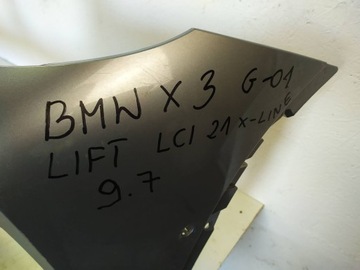 BMW X3 G-01
LIFT LCI 21 X-LINE
9.7